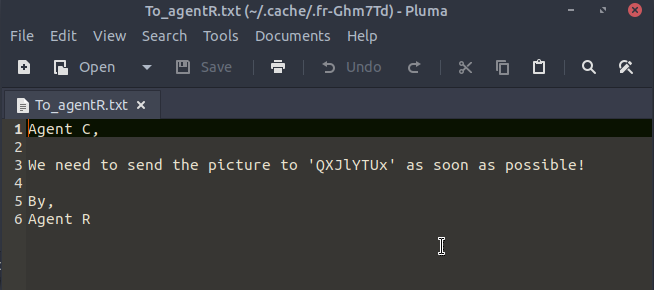 To_agentR.txt (~/.cache/.fr-Ghm7Td) - Pluma
File Edit View Search Tools Documents Help
Open Save Undo
To_agentR.txt
1 Agent C,
2
3 We need to send the picture to 'QXJlYTUx' as soon as possible!
4
5 By,
6 Agent R